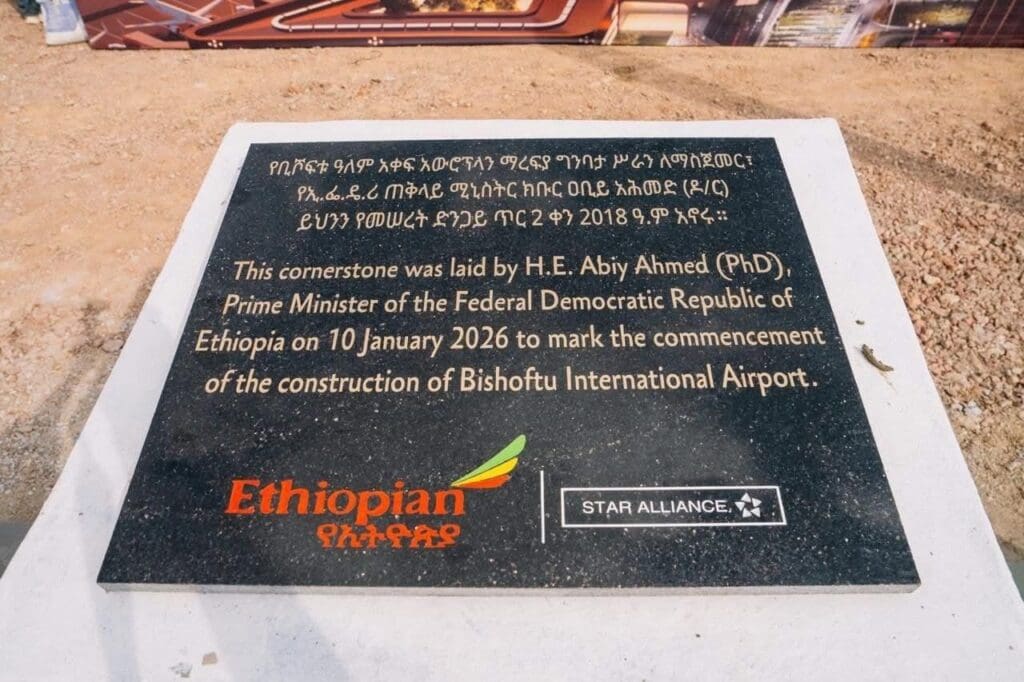 የቢሾፍቱ ዓለም አቀፍ አውሮፕላን ማረፍያ ግንባታ ሥራን ለማስጀመር፣
የኢ.ፌ.ዴ.ሪ ጠቅላይ ሚኒስትር ክቡር ዐቢይ አሕመድ (ዶ/ር)
ይህንን የመሠረት ድንጋይ ጥር 2 ቀን 2018 ዓ.ም አኖሩ።
This cornerstone was laid by H.E. Abiy Ahmed (PhD),
Prime Minister of the Federal Democratic Republic of
Ethiopia on 10 January 2026 to mark the commencement
of the construction of Bishoftu International Airport.
Ethiopian
የኢትዮጵያ
STAR ALLIANCE